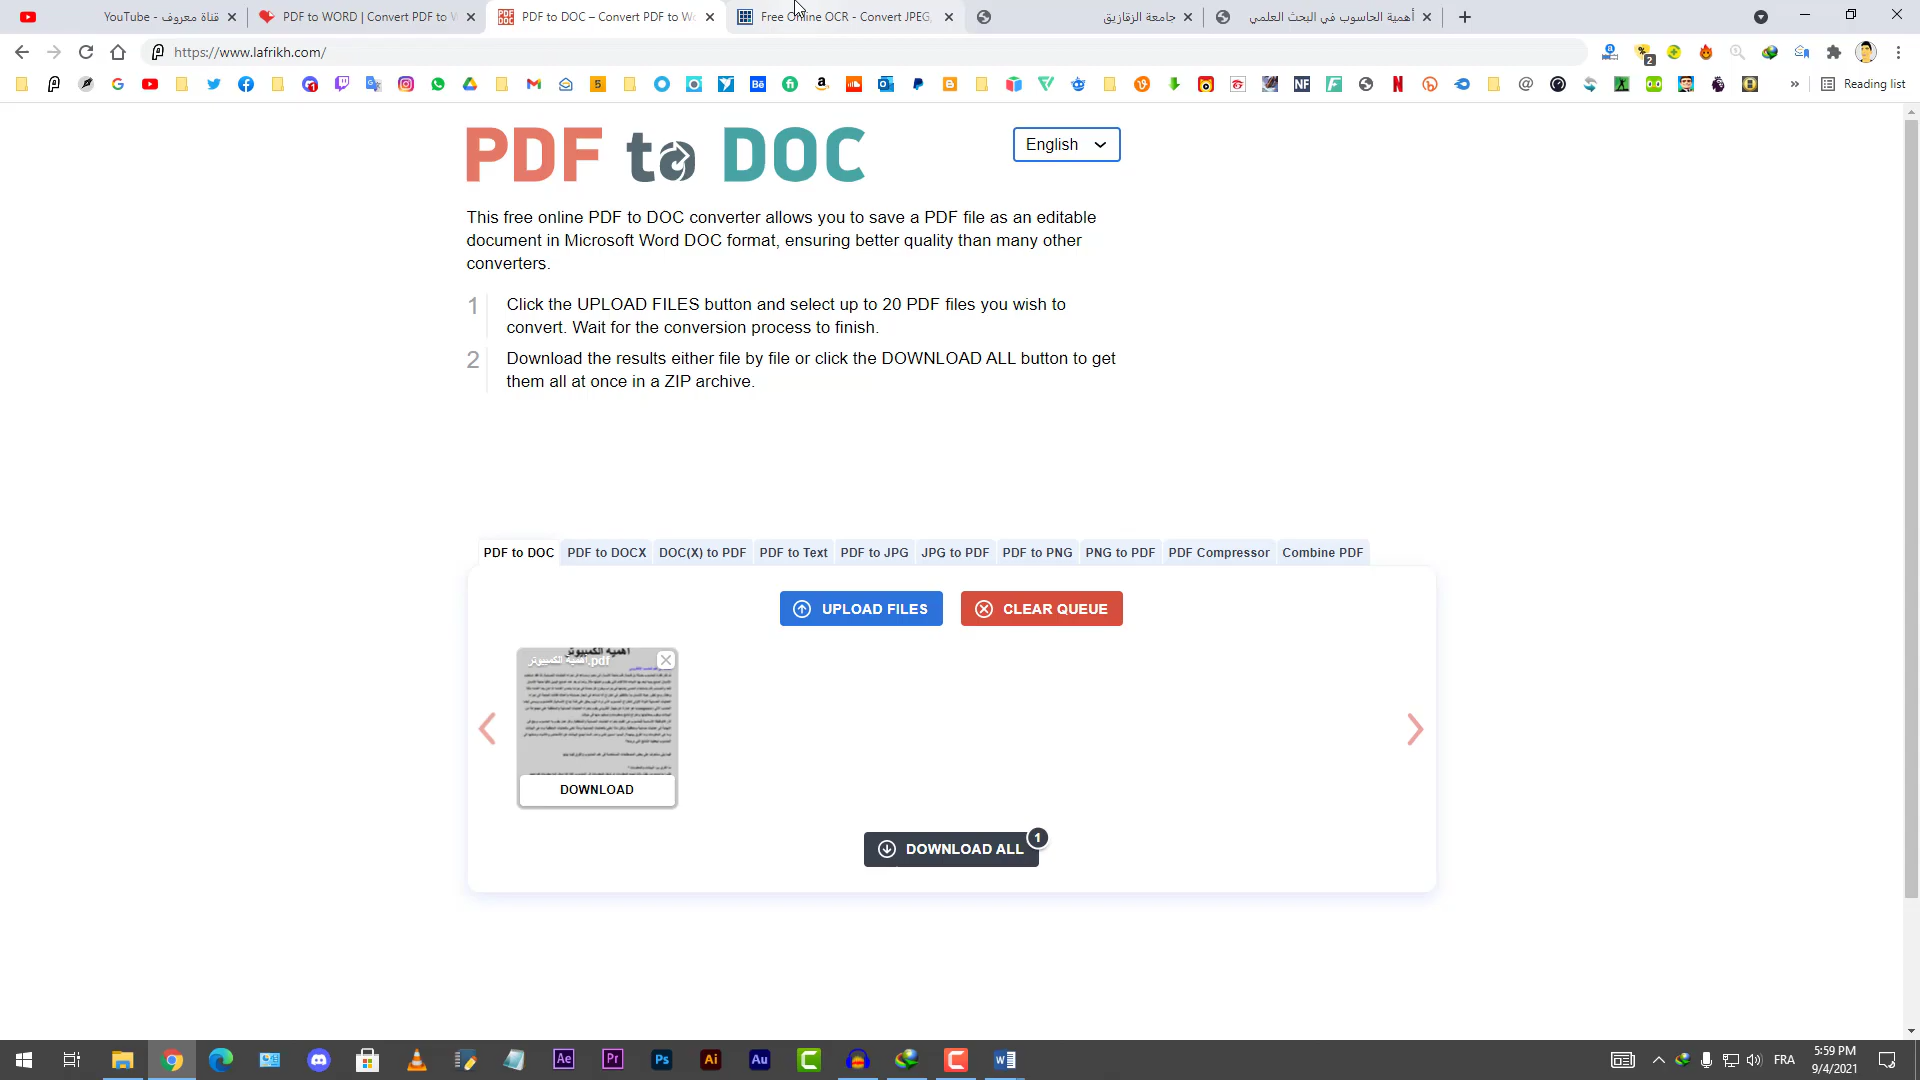 قناة معروف - YouTube
PDF to WORD | Convert PDF to W
PDF to DOC – Convert PDF to Wo
Free Online OCR - Convert JPEG,
جامعة الزقازيق
أهمية الحاسوب في البحث العلمي
https://www.lafrikh.com/
2
Reading list
PDF to DOC
English
This free online PDF to DOC converter allows you to save a PDF file as an editable
document in Microsoft Word DOC format, ensuring better quality than many other
converters.
1 Click the UPLOAD FILES button and select up to 20 PDF files you wish to
convert. Wait for the conversion process to finish.
2 Download the results either file by file or click the DOWNLOAD ALL button to get
them all at once in a ZIP archive.
PDF to DOC PDF to DOCX DOC(X) to PDF PDF to Text PDF to JPG JPG to PDF PDF to PNG PNG to PDF PDF Compressor Combine PDF
UPLOAD FILES CLEAR QUEUE
اهمية الكمبيوتر
اهمية الكمبيوتر.pdf
DOWNLOAD
DOWNLOAD ALL 1
FRA
5:59 PM
9/4/2021